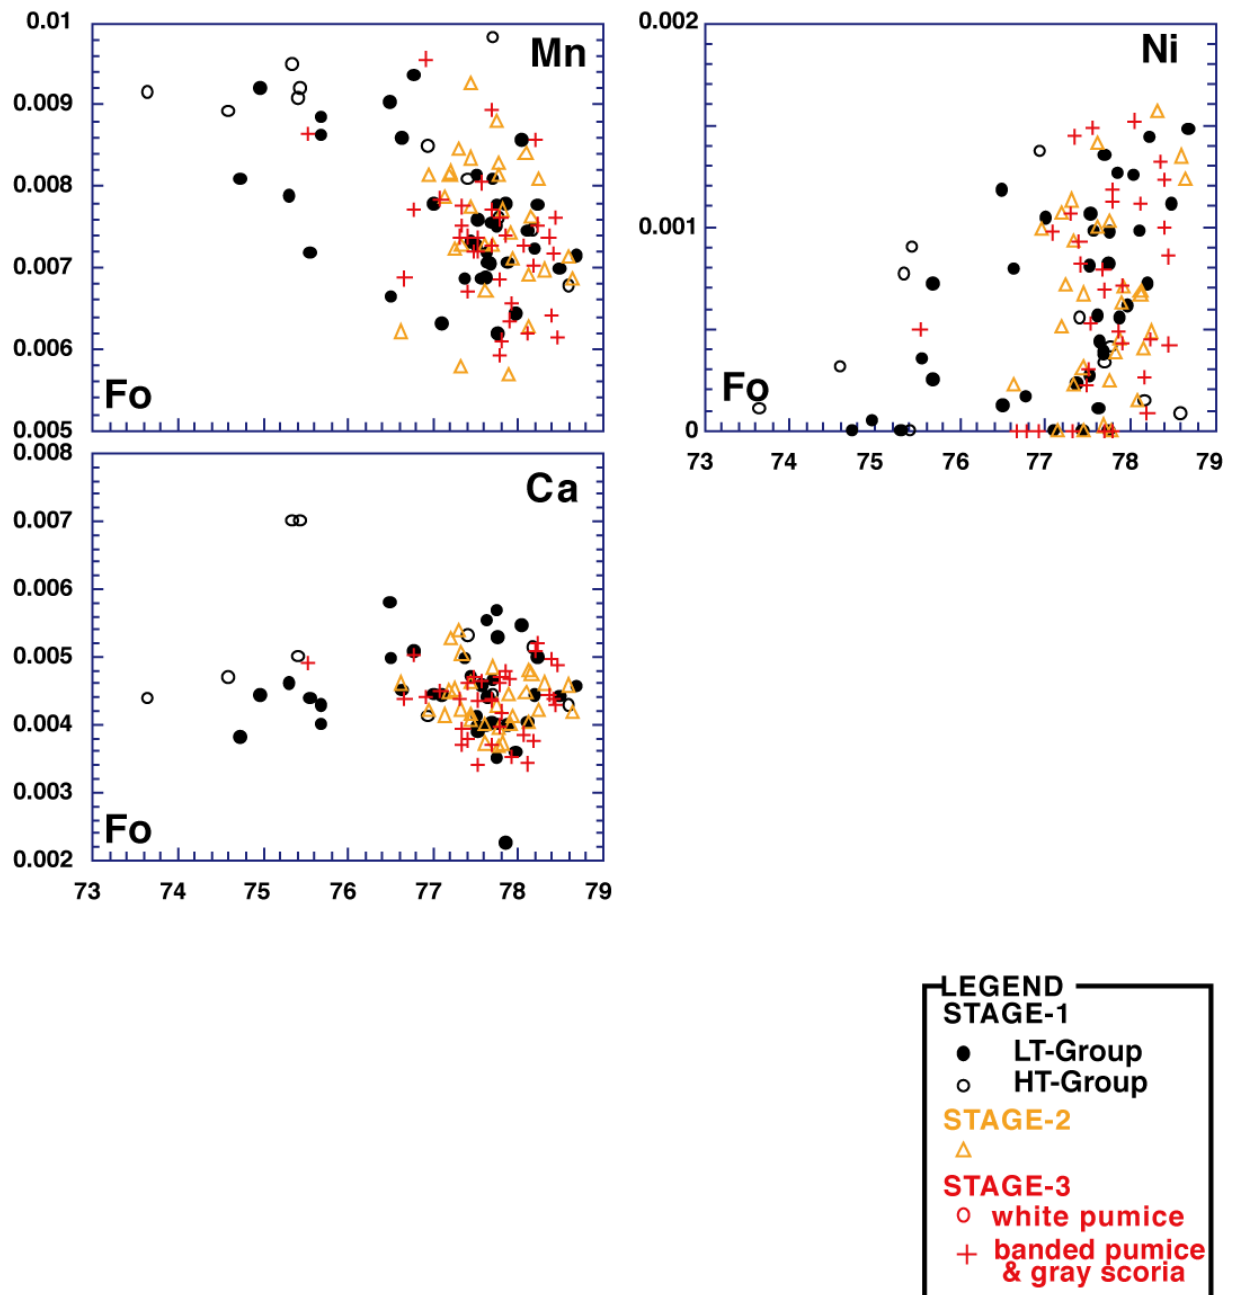 0.01
Mn
0.009
0.008
0.007
0.006
Fo
0.005
0.002
Ni
0.001
Fo
0
73 74 75 76 77 78 79
0.008
Ca
0.007
0.006
0.005
0.004
0.003
Fo
0.002
73 74 75 76 77 78 79
LEGEND
STAGE-1
LT-Group
HT-Group
STAGE-2
STAGE-3
white pumice
banded pumice
& gray scoria